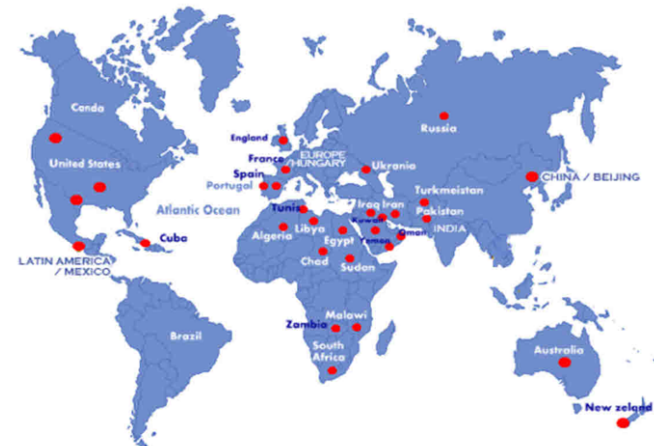 Canda
Russia
England
United States
France
EUROPE
/HUNGARY
Ukranio
Spain
Portugal
CHINA / BEIJING
Turkmeistan
Atlantic Ocean
Tunis
Iraq
Iran
Pakistan
Kuwait
Libya
Algeria
Egypt
INDIA
Oman
Yemen
Cuba
LATIN AMERICA
/ MEXICO
Chad
Sudan
Malawi
Zambia
Brazil
South
Africa
Australia
New zeland